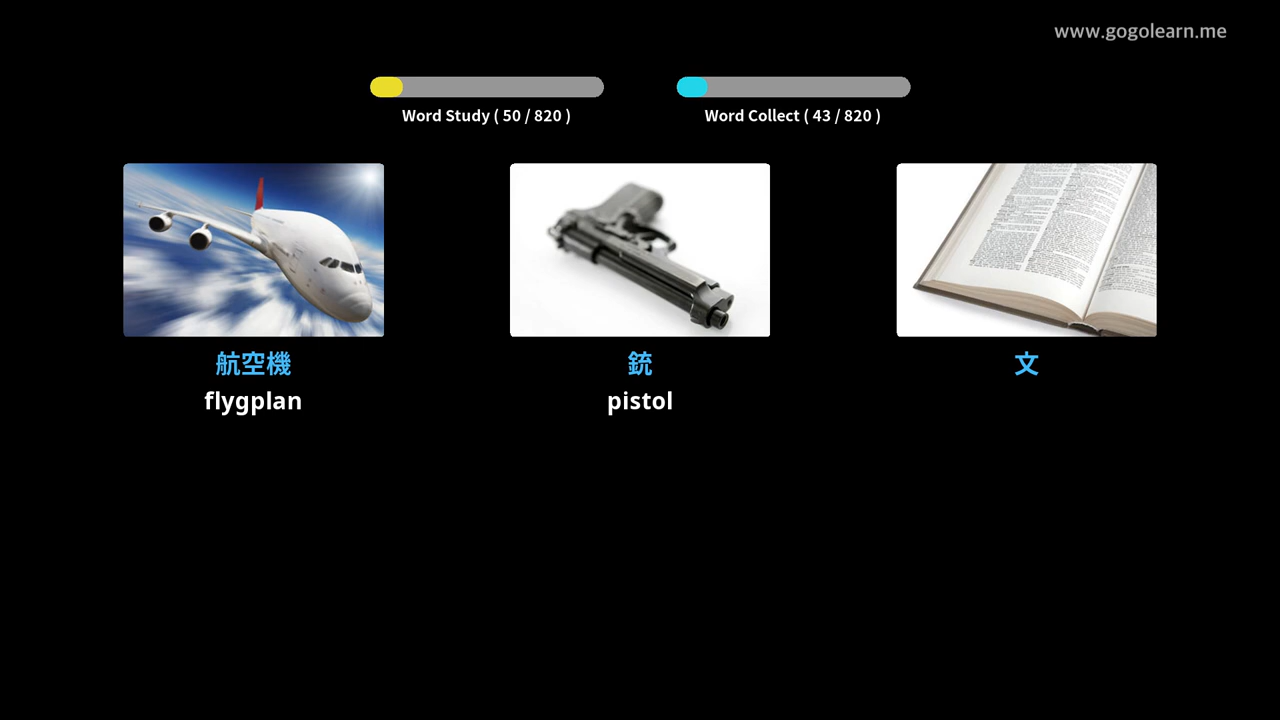 www.gogolearn.me
Word Study ( 50 / 820 )
Word Collect ( 43 / 820 )
航空機
銃
文
flygplan
pistol